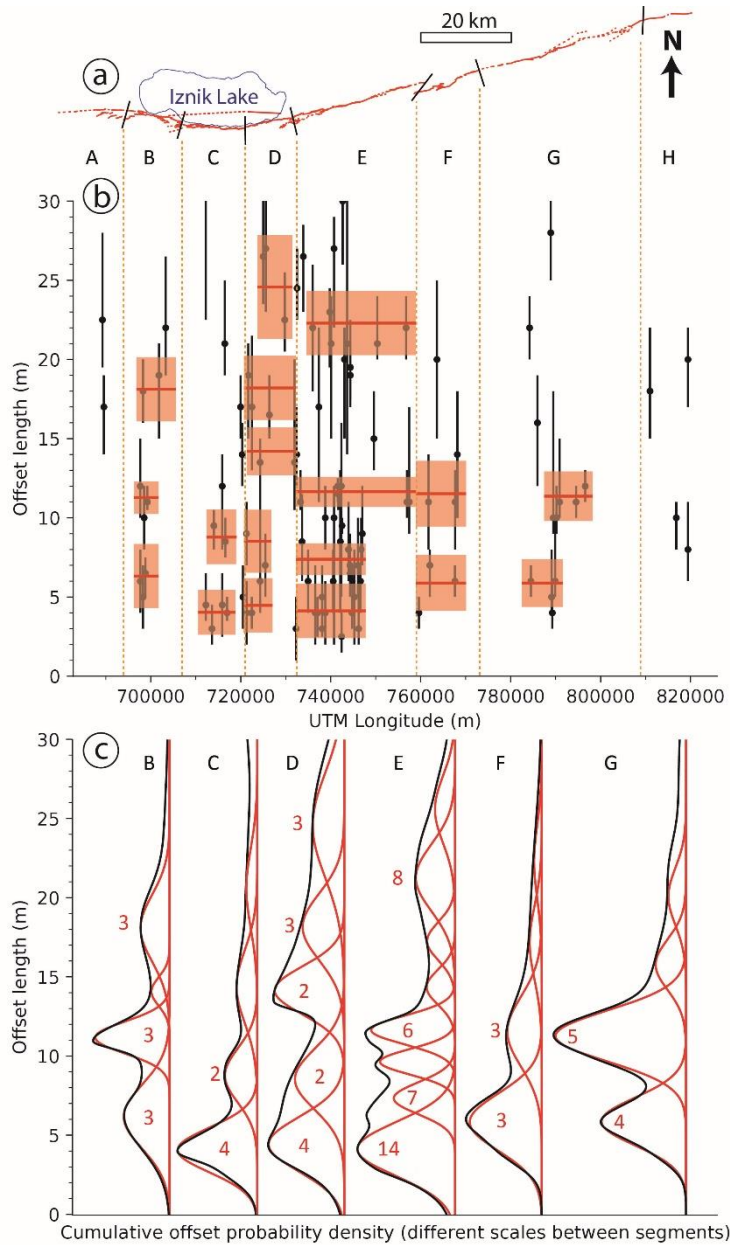 20 km
N
a
Iznik Lake
A B C D E F G H
b
30
25
20
15
10
5
0
Offset length (m)
700000 720000 740000 760000 780000 800000 820000
UTM Longitude (m)
c
B C D E F G
30
25
20
15
10
5
0
Offset length (m)
3
3
8
3
2
6
3
5
3
2
2
7
3
4
4
4
14
Cumulative offset probability density (different scales between segments)